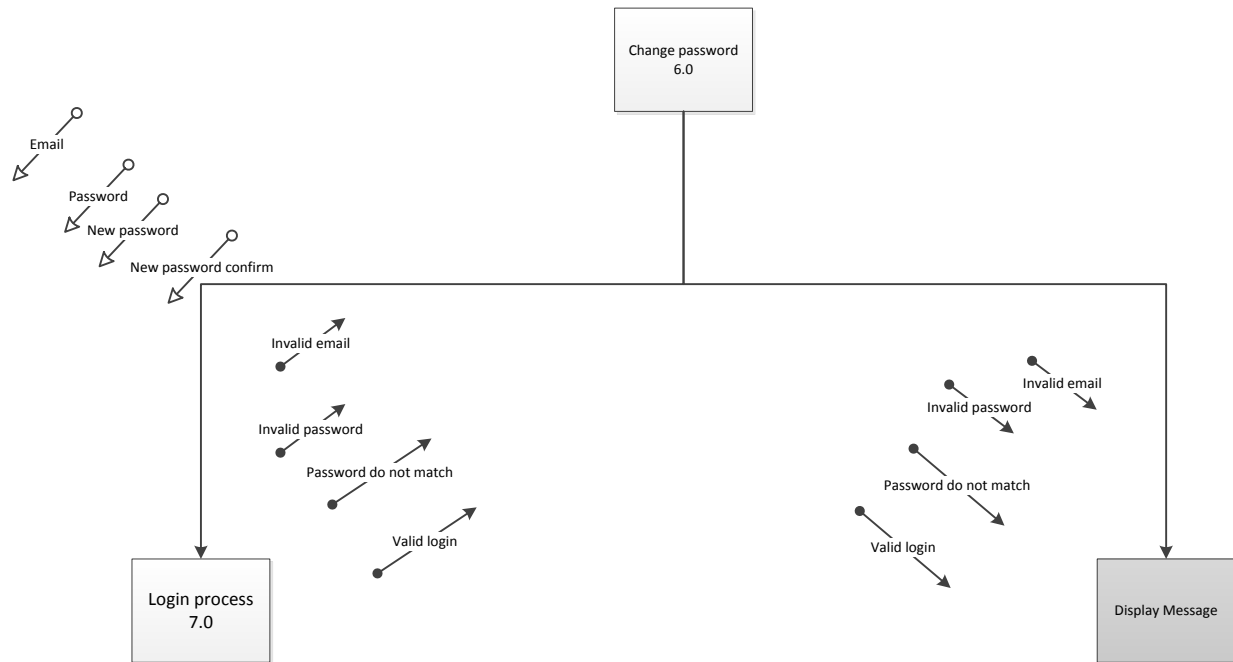 Change password
6.0
Email
Password
New password
New password confirm
Invalid email
Invalid password
Password do not match
Valid login
Invalid email
Invalid password
Password do not match
Valid login
Login process
7.0
Display Message